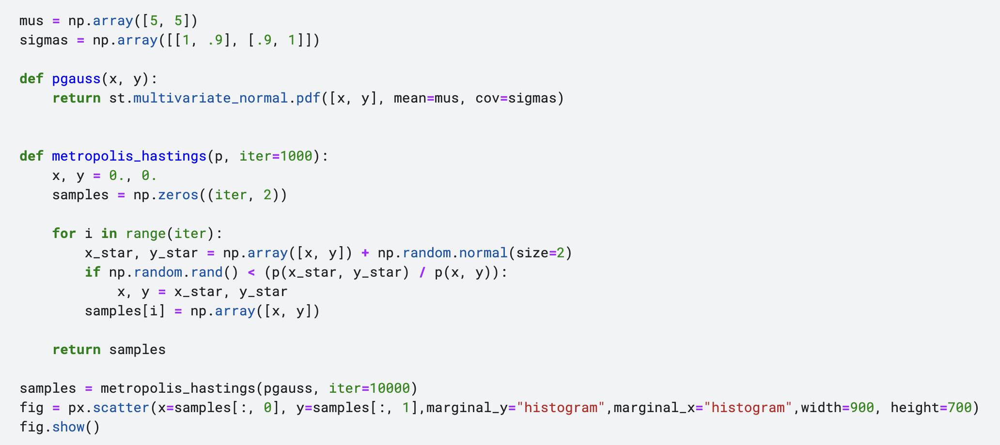 mus = np.array([5, 5])
sigmas = np.array([[1, .9], [.9, 1]])

def pgauss(x, y):
    return st.multivariate_normal.pdf([x, y], mean=mus, cov=sigmas)


def metropolis_hastings(p, iter=1000):
    x, y = 0., 0.
    samples = np.zeros((iter, 2))

    for i in range(iter):
        x_star, y_star = np.array([x, y]) + np.random.normal(size=2)
        if np.random.rand() < (p(x_star, y_star) / p(x, y)):
            x, y = x_star, y_star
        samples[i] = np.array([x, y])

    return samples

samples = metropolis_hastings(pgauss, iter=10000)
fig = px.scatter(x=samples[:, 0], y=samples[:, 1],marginal_y="histogram",marginal_x="histogram",width=900, height=700)
fig.show()